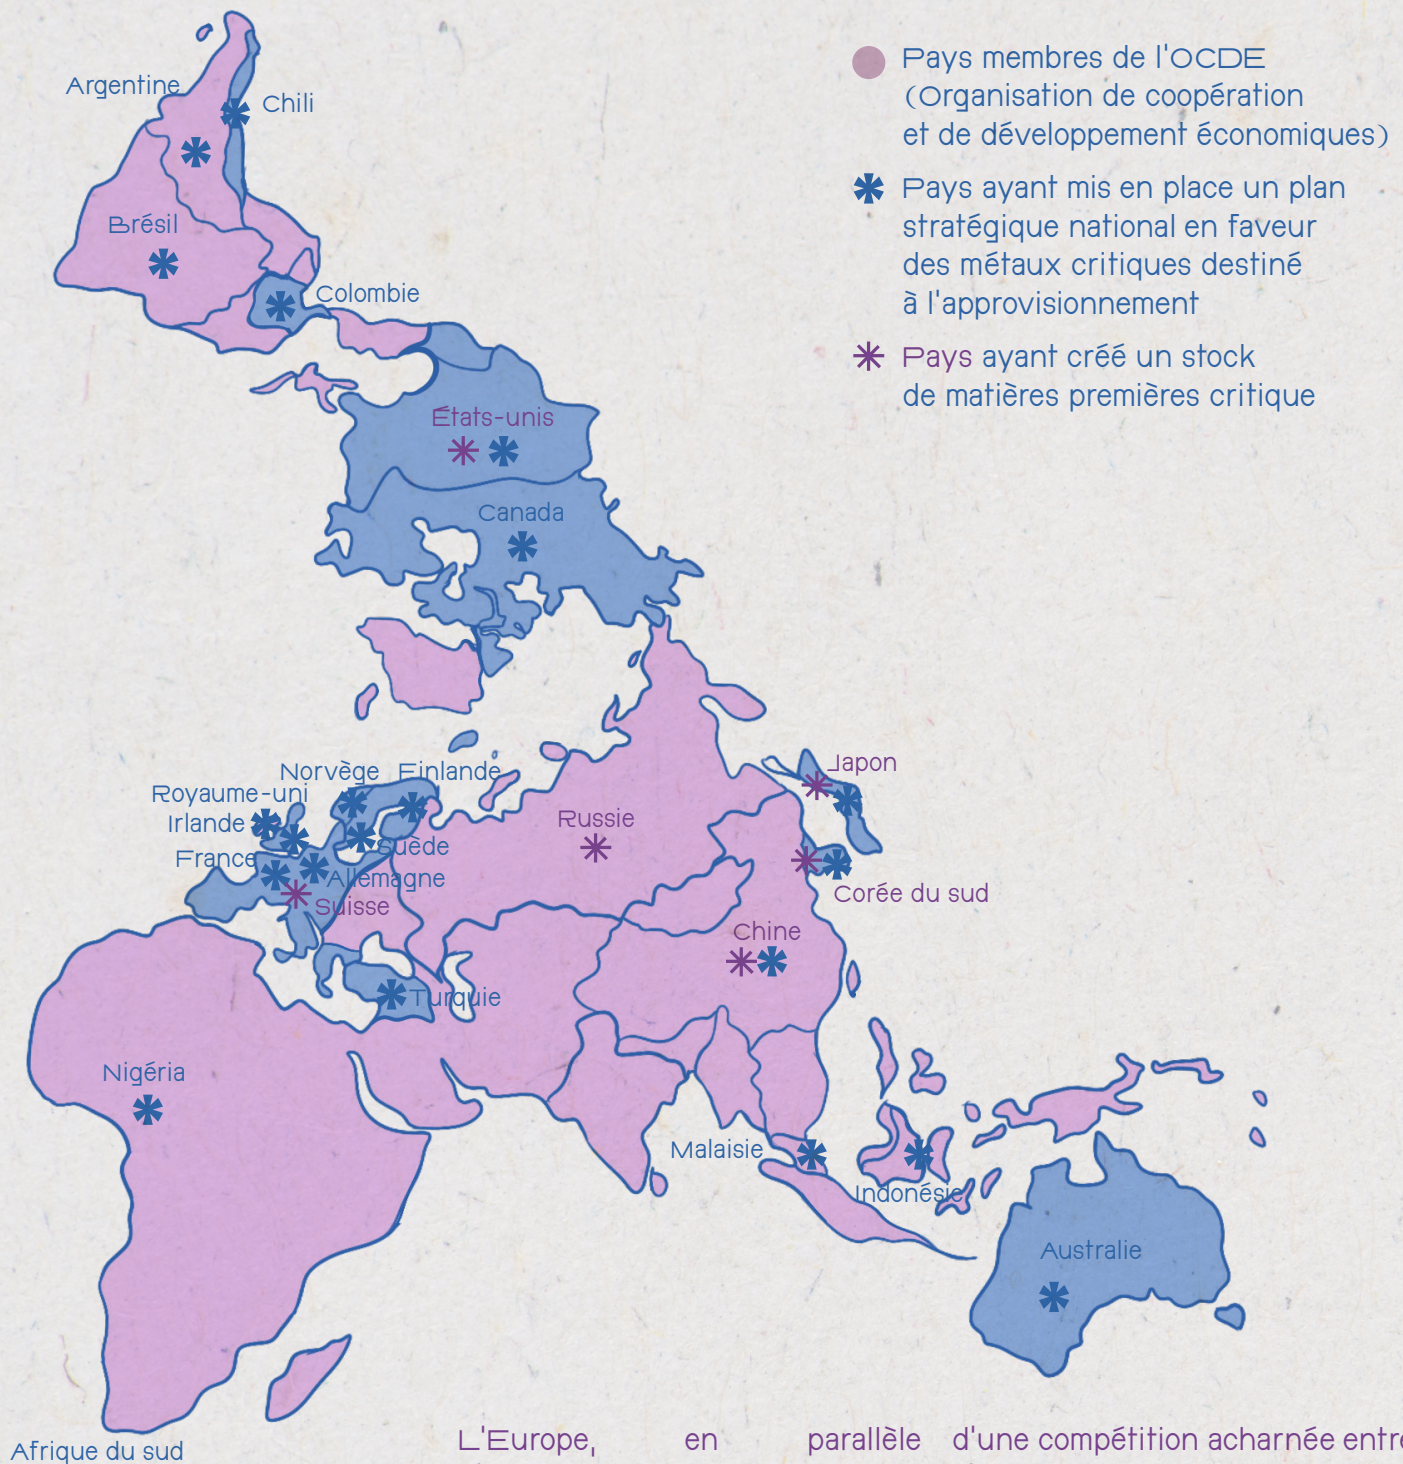 Pays membres de l'OCDE
(Organisation de coopération
et de développement économiques)
Pays ayant mis en place un plan
stratégique national en faveur
des métaux critiques destiné
à l'approvisionnement
Pays ayant créé un stock
de matières premières critique
Argentine
Chili
Brésil
Colombie
États-unis
Canada
Norvège
Finlande
Royaume-uni
Irlande
Suède
France
Allemagne
Suisse
Turquie
Russie
Japon
Corée du sud
Chine
Nigéria
Malaisie
Indonésie
Australie
Afrique du sud
L'Europe, en parallèle d'une compétition acharnée entre